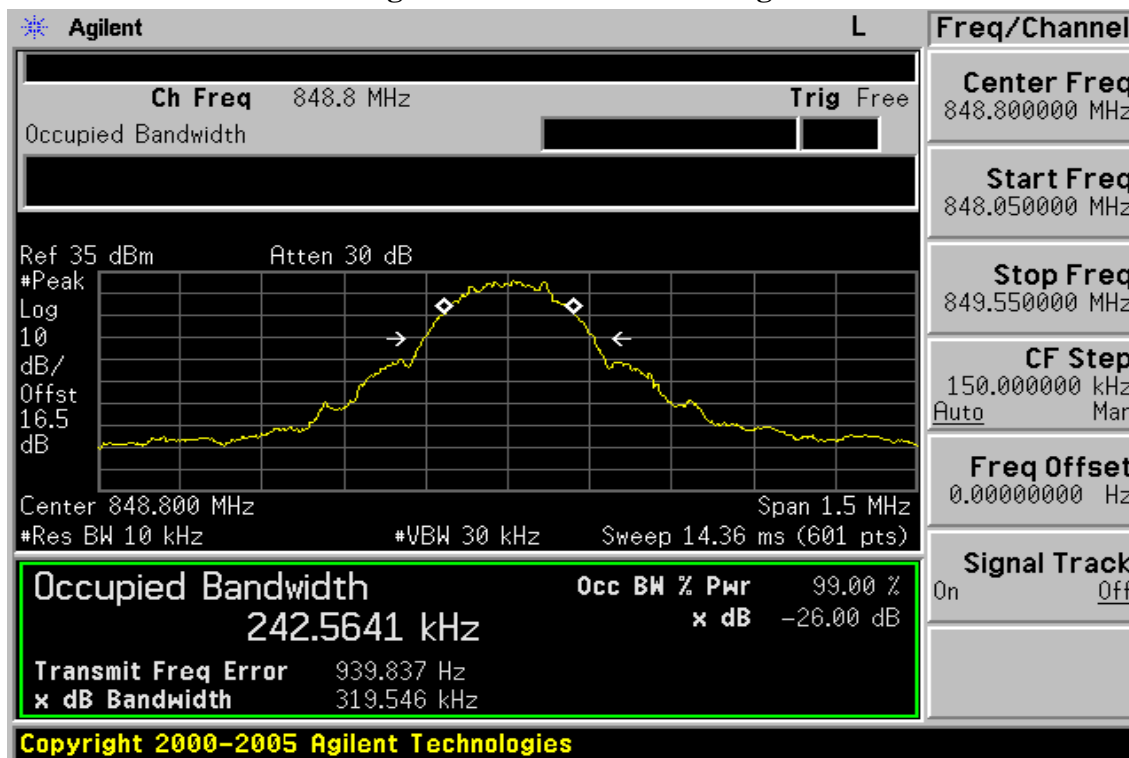 Agilent L
Ch Freq 848.8 MHz Trig Free
Occupied Bandwidth
Ref 35 dBm Atten 30 dB
#Peak
Log
10
dB/
Offst
16.5
dB
Center 848.800 MHz Span 1.5 MHz
#Res BW 10 kHz #VBW 30 kHz Sweep 14.36 ms (601 pts)
Occupied Bandwidth Occ BW % Pwr 99.00 %
242.5641 kHz x dB -26.00 dB
Transmit Freq Error 939.837 Hz
x dB Bandwidth 319.546 kHz
Copyright 2000-2005 Agilent Technologies
Freq/Channel
Center Freq
848.800000 MHz
Start Freq
848.050000 MHz
Stop Freq
849.550000 MHz
CF Step
150.000000 kHz
Auto Man
Freq Offset
0.00000000 Hz
Signal Track
On Off